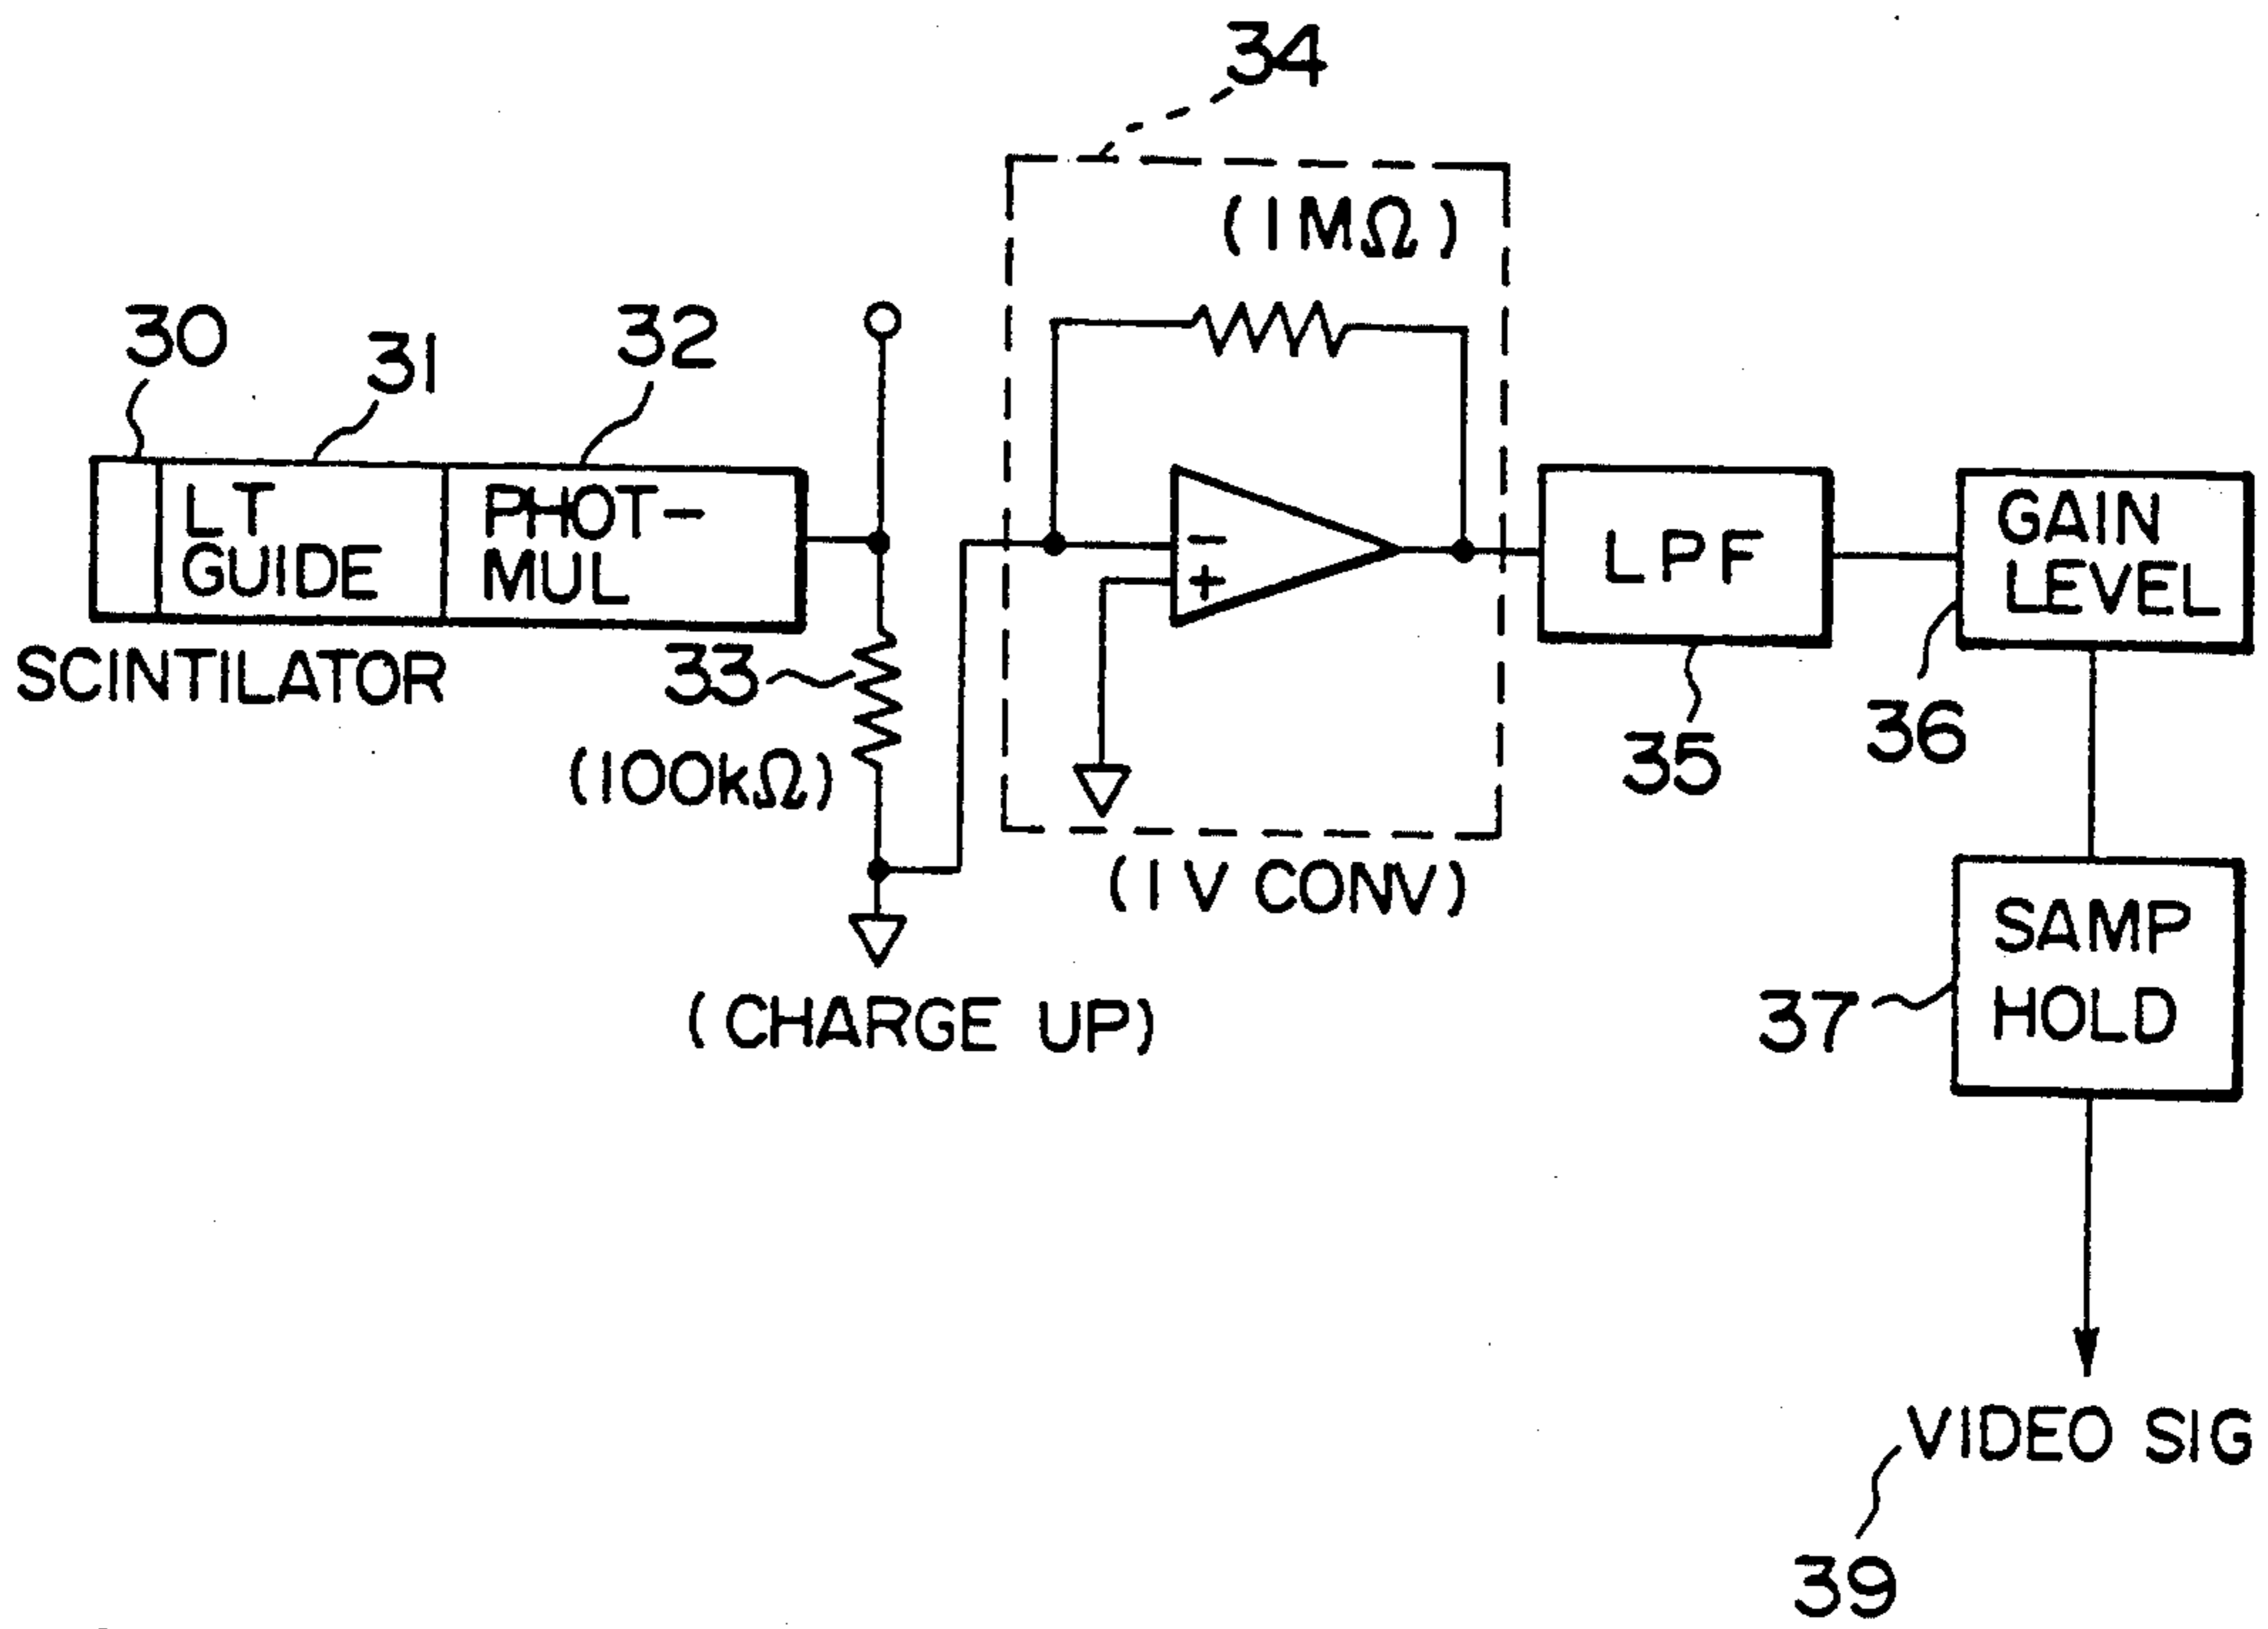 34
(1MΩ)
30
31
32
LT
GUIDE
PHOT-
MUL
SCINTILATOR
33
(100kΩ)
(CHARGE UP)
−
+
(1 V CONV)
LPF
35
GAIN
LEVEL
36
SAMP
HOLD
37
VIDEO SIG
39